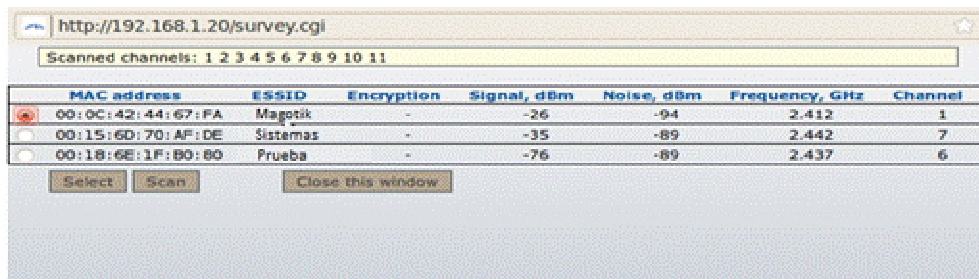 http://192.168.1.20/survey.cgi
Scanned channels: 1 2 3 4 5 6 7 8 9 10 11
MAC address ESSID Encryption Signal, dBm Noise, dBm Frequency, GHz Channel
00:0C:42:44:67:FA Magotik - -26 -94 2.412 1
00:15:6D:70:AF:DE Sistemas - -35 -89 2.442 7
00:18:6E:1F:B0:80 Prueba - -76 -89 2.437 6
Select Scan Close this window